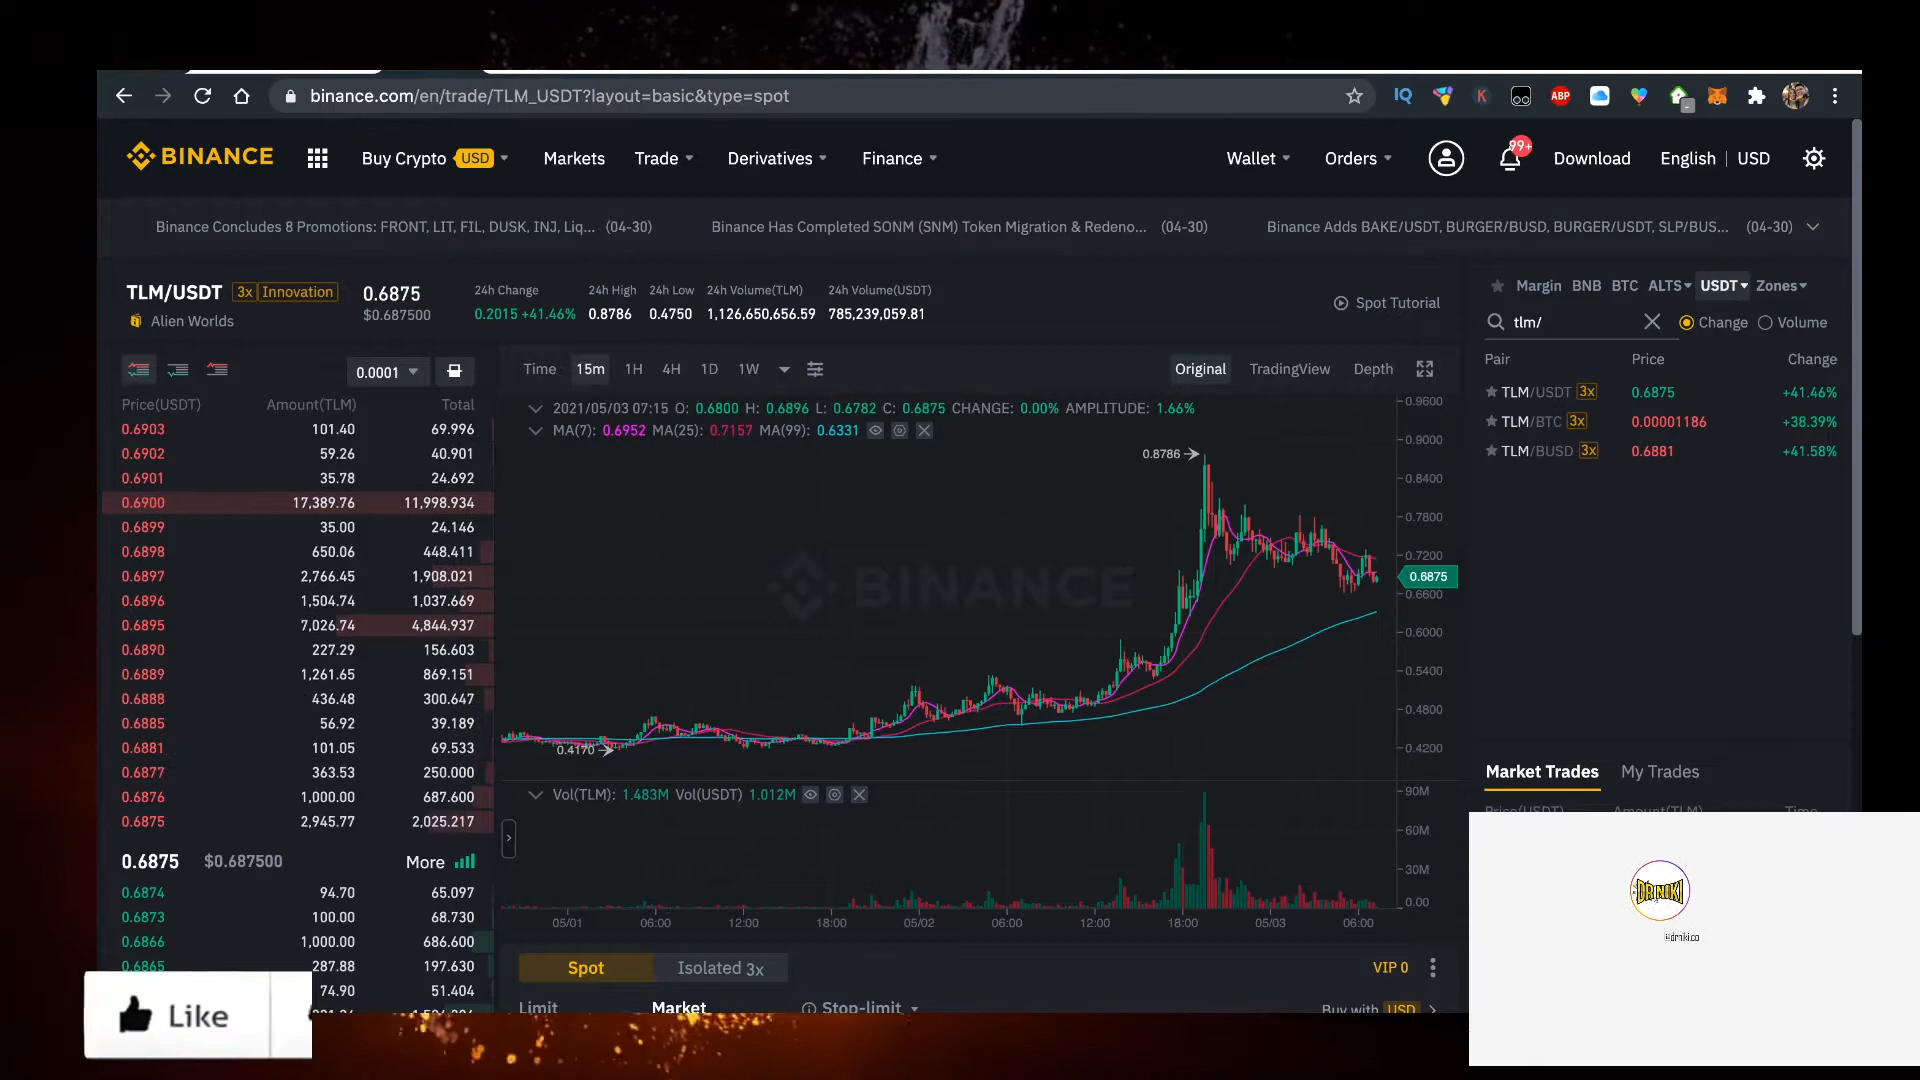 binance.com/en/trade/TLM_USDT?layout=basic&type=spot
IQ K ABP
BINANCE Buy Crypto USD Markets Trade Derivatives Finance Wallet Orders 99+ Download English | USD
Binance Concludes 8 Promotions: FRONT, LIT, FIL, DUSK, INJ, Liq... (04-30) Binance Has Completed SONM (SNM) Token Migration & Redeno... (04-30) Binance Adds BAKE/USDT, BURGER/BUSD, BURGER/USDT, SLP/BUS... (04-30)
TLM/USDT 3x Innovation
Alien Worlds
0.6875
$0.687500
24h Change
0.2015 +41.46%
24h High
0.8786
24h Low
0.4750
24h Volume(TLM)
1,126,650,656.59
24h Volume(USDT)
785,239,059.81
Spot Tutorial
0.0001
Price(USDT) Amount(TLM) Total
0.6903 101.40 69.996
0.6902 59.26 40.901
0.6901 35.78 24.692
0.6900 17,389.76 11,998.934
0.6899 35.00 24.146
0.6898 650.06 448.411
0.6897 2,766.45 1,908.021
0.6896 1,504.74 1,037.669
0.6895 7,026.74 4,844.937
0.6890 227.29 156.603
0.6889 1,261.65 869.151
0.6888 436.48 300.647
0.6885 56.92 39.189
0.6881 101.05 69.533
0.6877 363.53 250.000
0.6876 1,000.00 687.600
0.6875 2,945.77 2,025.217
0.6875 $0.687500 More
0.6874 94.70 65.097
0.6873 100.00 68.730
0.6866 1,000.00 686.600
0.6865 287.88 197.630
74.90 51.404
Like
Time 15m 1H 4H 1D 1W Original TradingView Depth
2021/05/03 07:15 O: 0.6800 H: 0.6896 L: 0.6782 C: 0.6875 CHANGE: 0.00% AMPLITUDE: 1.66%
MA(7): 0.6952 MA(25): 0.7157 MA(99): 0.6331
0.8786
BINANCE
0.4170
0.9600
0.9000
0.8400
0.7800
0.7200
0.6875
0.6600
0.6000
0.5400
0.4800
0.4200
Vol(TLM): 1.483M Vol(USDT) 1.012M
90M
60M
30M
0.00
05/01 06:00 12:00 18:00 05/02 06:00 12:00 18:00 05/03 06:00
Spot Isolated 3x VIP 0
Limit Market Stop-limit Buy with USD
Margin BNB BTC ALTS USDT Zones
tlm/ Change Volume
Pair Price Change
TLM/USDT 3x 0.6875 +41.46%
TLM/BTC 3x 0.00001186 +38.39%
TLM/BUSD 3x 0.6881 +41.58%
Market Trades My Trades
Price(USDT) Amount(TLM) Time
DR NIKI
@drniki.co